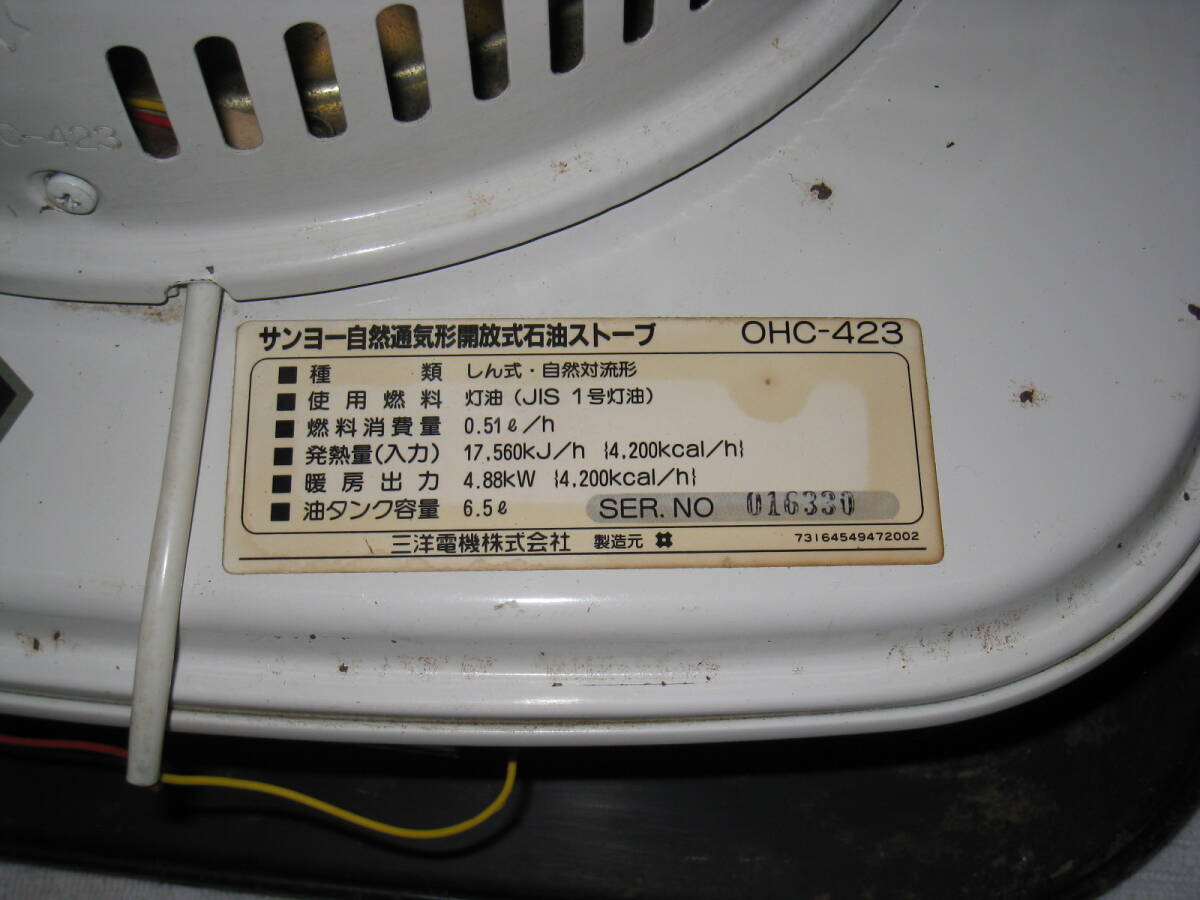 C-423
サンヨー自然通気形開放式石油ストーブ OHC-423
■ 種類 しん式・自然対流形
■ 使用燃料 灯油(JIS 1号灯油)
■ 燃料消費量 0.51ℓ/h
■ 発熱量(入力) 17.560kJ/h {4.200kcal/h}
■ 暖房出力 4.88kW {4.200kcal/h}
■ 油タンク容量 6.5ℓ SER. NO 016330
三洋電機株式会社 製造元
73164549472002